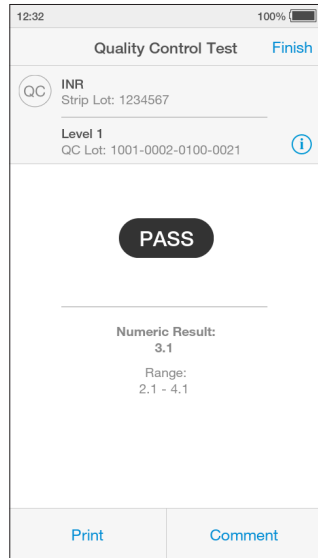 12:32 100%
Quality Control Test Finish
QC INR
Strip Lot: 1234567
Level 1
QC Lot: 1001-0002-0100-0021
i
PASS
Numeric Result:
3.1
Range:
2.1 - 4.1
Print Comment